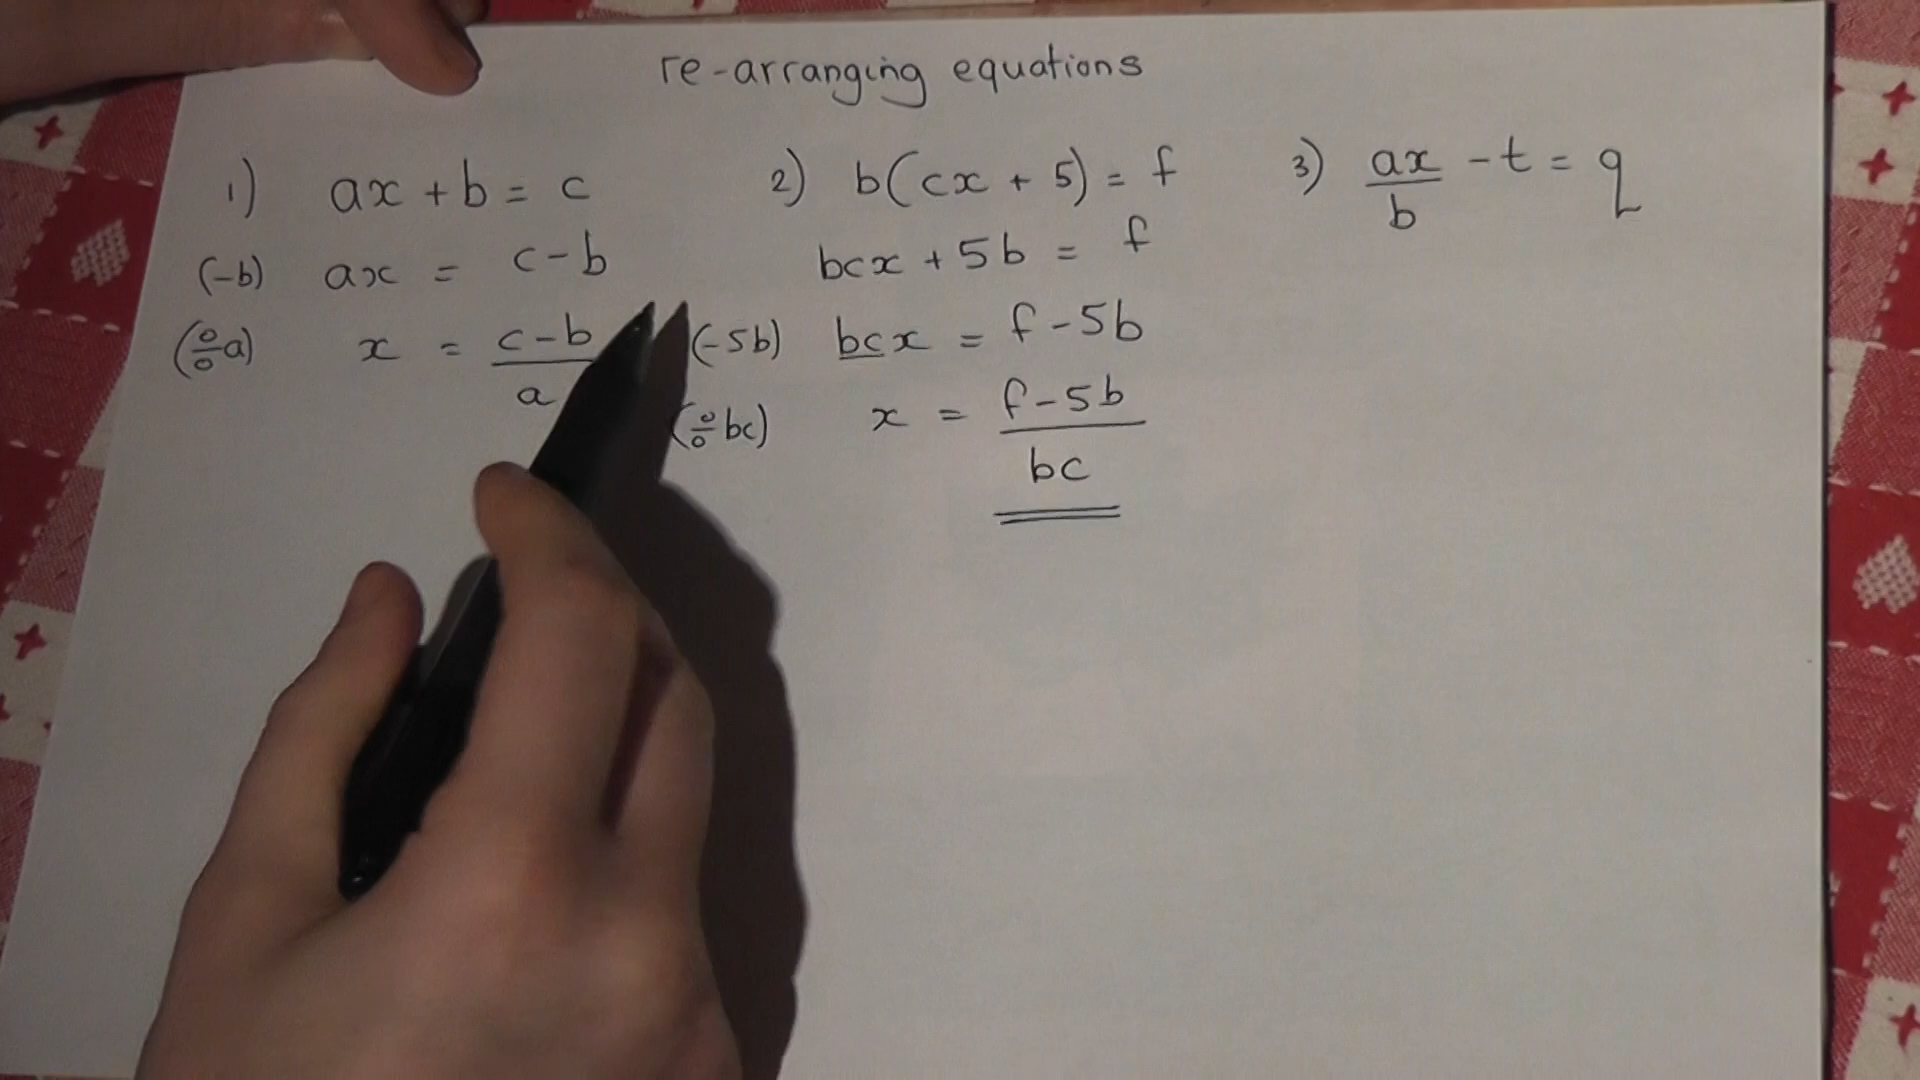 re-arranging equations
1) ax + b = c
(-b) ax = c - b
(÷a) x = c - b
a
2) b(cx + 5) = f
bcx + 5b = f
(-5b) bcx = f - 5b
(÷bc) x = f - 5b
bc
3) ax - t = q
b